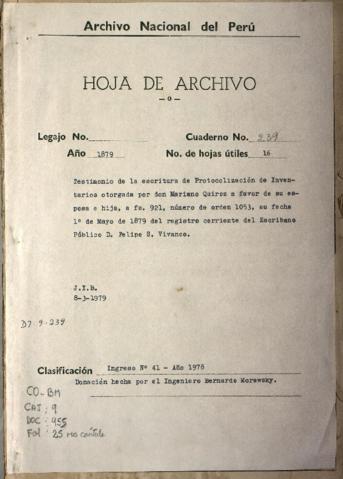 Archivo Nacional del Perú
HOJA DE ARCHIVO
-o-
Legajo No. Cuaderno No. 239
Año 1879 No. de hojas útiles 16
Testimonio de la escritura de Protocolización de Inven-
tarios otorgada por don Mariano Quiroz a favor de su es-
posa e hija, a fs. 921, número de orden 1053, su fecha
1º de Mayo de 1879 del registro corriente del Escribano
Público D. Felipe S. Vivanco.
J.I.B.
8-3-1979
D7-9-239
Clasificación Ingreso Nº 41 - Año 1978
Donación hecha por el Ingeniero Bernardo Morawsky.
CO-BM
CAJ: 9
DOC: 455
Fol: 25